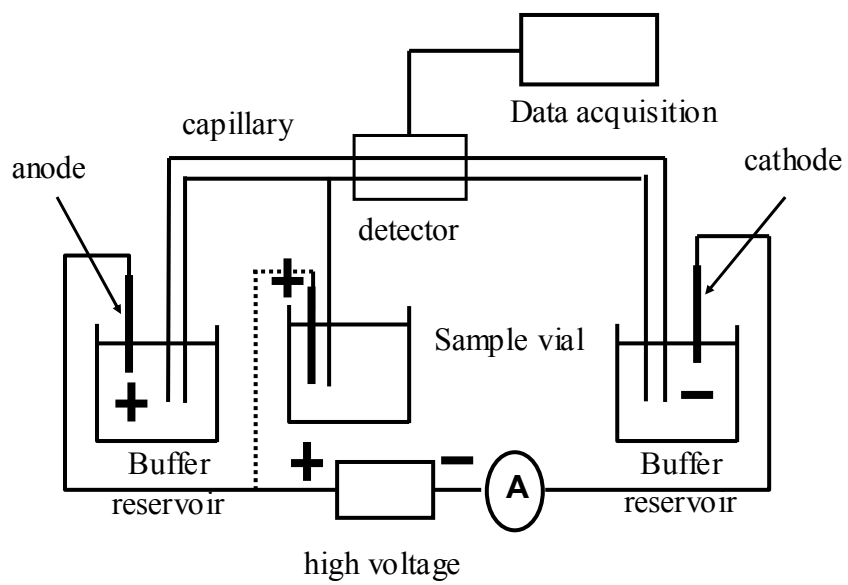 Data acquisition
capillary
anode
cathode
detector
+
Sample vial
+
−
Buffer
reservoir
+
−
A
Buffer
reservoir
high voltage